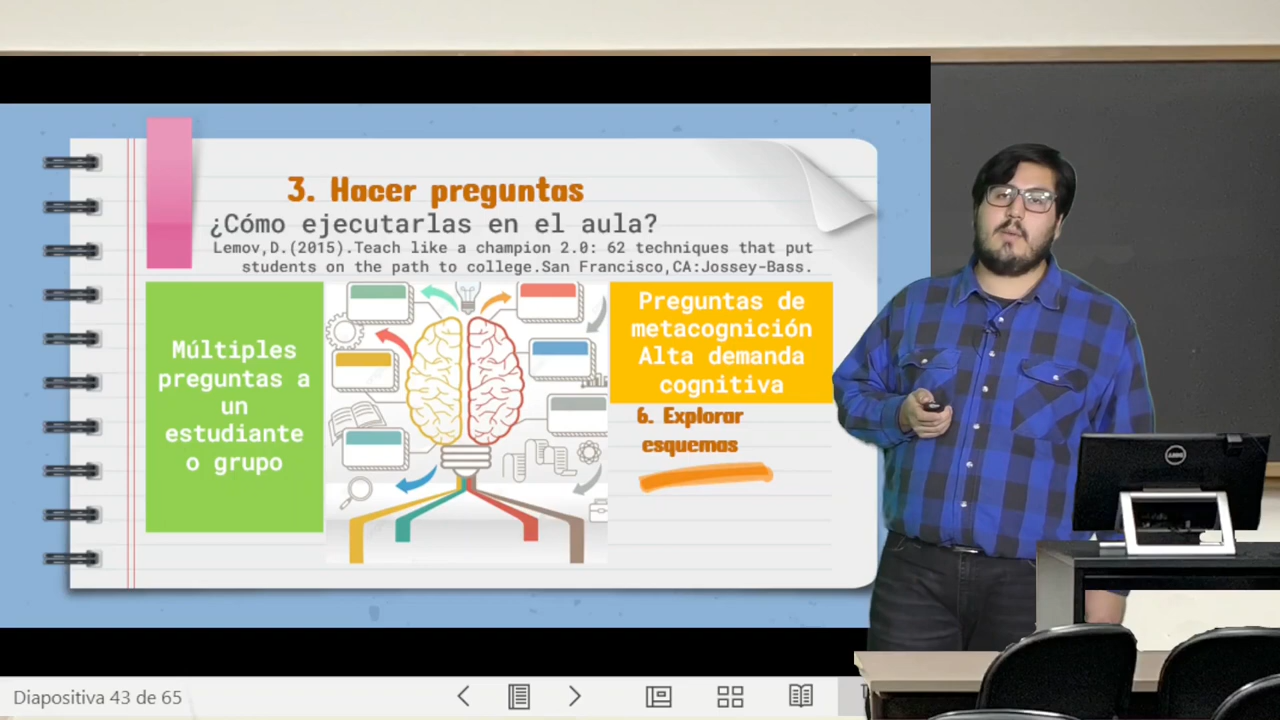 3. Hacer preguntas
¿Cómo ejecutarlas en el aula?
Lemov,D.(2015).Teach like a champion 2.0: 62 techniques that put
students on the path to college.San Francisco,CA:Jossey-Bass.
Múltiples
preguntas a
un
estudiante
o grupo
Preguntas de
metacognición
Alta demanda
cognitiva
6. Explorar
esquemas
Diapositiva 43 de 65